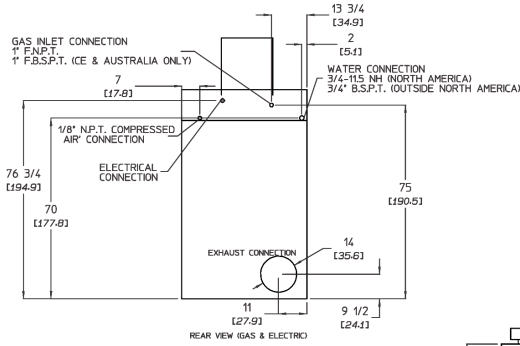 13 3/4
[34.9]
GAS INLET CONNECTION
1" F.N.P.T.
1" F.B.S.P.T. (CE & AUSTRALIA ONLY)
2
[5.1]
WATER CONNECTION
3/4-11.5 NH (NORTH AMERICA)
3/4" B.S.P.T. (OUTSIDE NORTH AMERICA)
7
[17.8]
1/8" N.P.T. COMPRESSED
AIR' CONNECTION
ELECTRICAL
CONNECTION
76 3/4
[194.9]
75
[190.5]
70
[177.8]
EXHAUST CONNECTION
14
[35.6]
11
[27.9]
9 1/2
[24.1]
REAR VIEW (GAS & ELECTRIC)